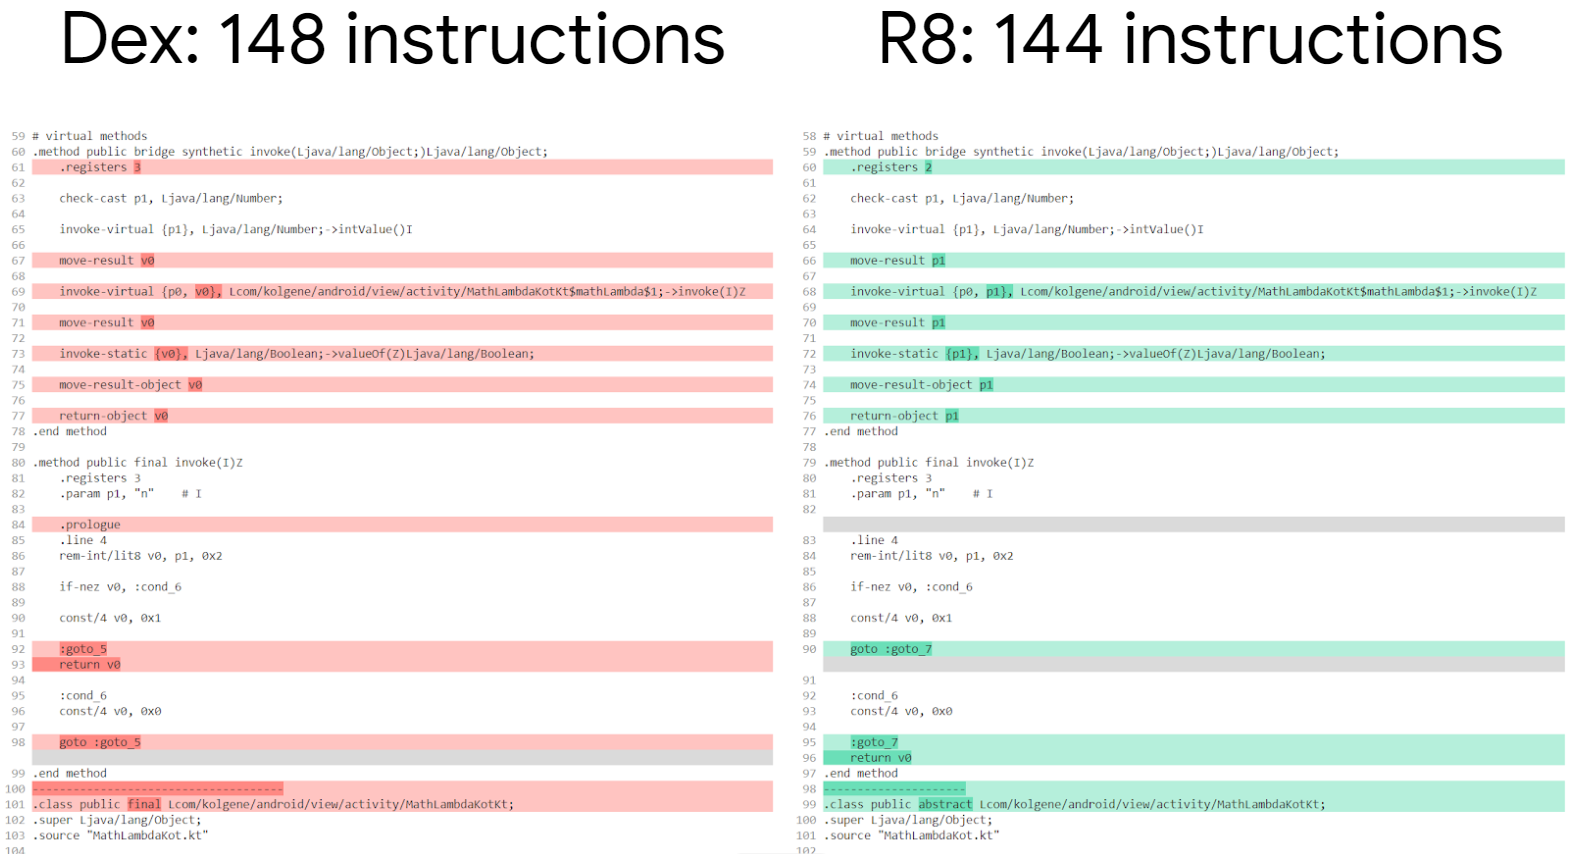 Dex: 148 instructions
59 # virtual methods
60 .method public bridge synthetic invoke(Ljava/lang/Object;)Ljava/lang/Object;
61 .registers 3
62
63 check-cast p1, Ljava/lang/Number;
64
65 invoke-virtual {p1}, Ljava/lang/Number;->intValue()I
66
67 move-result v0
68
69 invoke-virtual {p0, v0}, Lcom/kolgene/android/view/activity/MathLambdaKotKt$mathLambda$1;->invoke(I)Z
70
71 move-result v0
72
73 invoke-static {v0}, Ljava/lang/Boolean;->valueOf(Z)Ljava/lang/Boolean;
74
75 move-result-object v0
76
77 return-object v0
78 .end method
79
80 .method public final invoke(I)Z
81 .registers 3
82 .param p1, "n" # I
83
84 .prologue
85 .line 4
86 rem-int/lit8 v0, p1, 0x2
87
88 if-nez v0, :cond_6
89
90 const/4 v0, 0x1
91
92 :goto_5
93 return v0
94
95 :cond_6
96 const/4 v0, 0x0
97
98 goto :goto_5
99 .end method
100 -------------------------------------
101 .class public final Lcom/kolgene/android/view/activity/MathLambdaKotKt;
102 .super Ljava/lang/Object;
103 .source "MathLambdaKot.kt"
104
R8: 144 instructions
58 # virtual methods
59 .method public bridge synthetic invoke(Ljava/lang/Object;)Ljava/lang/Object;
60 .registers 2
61
62 check-cast p1, Ljava/lang/Number;
63
64 invoke-virtual {p1}, Ljava/lang/Number;->intValue()I
65
66 move-result p1
67
68 invoke-virtual {p0, p1}, Lcom/kolgene/android/view/activity/MathLambdaKotKt$mathLambda$1;->invoke(I)Z
69
70 move-result p1
71
72 invoke-static {p1}, Ljava/lang/Boolean;->valueOf(Z)Ljava/lang/Boolean;
73
74 move-result-object p1
75
76 return-object p1
77 .end method
78
79 .method public final invoke(I)Z
80 .registers 3
81 .param p1, "n" # I
82
83 .line 4
84 rem-int/lit8 v0, p1, 0x2
85
86 if-nez v0, :cond_6
87
88 const/4 v0, 0x1
89
90 goto :goto_7
91
92 :cond_6
93 const/4 v0, 0x0
94
95 :goto_7
96 return v0
97 .end method
98 ---------------------
99 .class public abstract Lcom/kolgene/android/view/activity/MathLambdaKotKt;
100 .super Ljava/lang/Object;
101 .source "MathLambdaKot.kt"
102